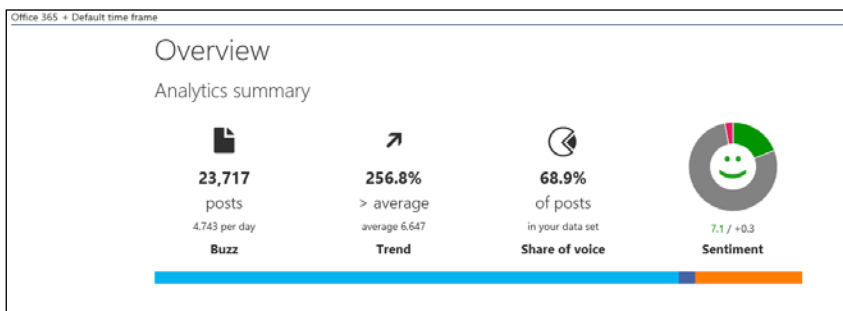 Office 365 + Default time frame
Overview
Analytics summary
23,717 256.8% 68.9%
posts > average of posts
4,743 per day average 6,647 in your data set 7.1 / +0.3
Buzz Trend Share of voice Sentiment